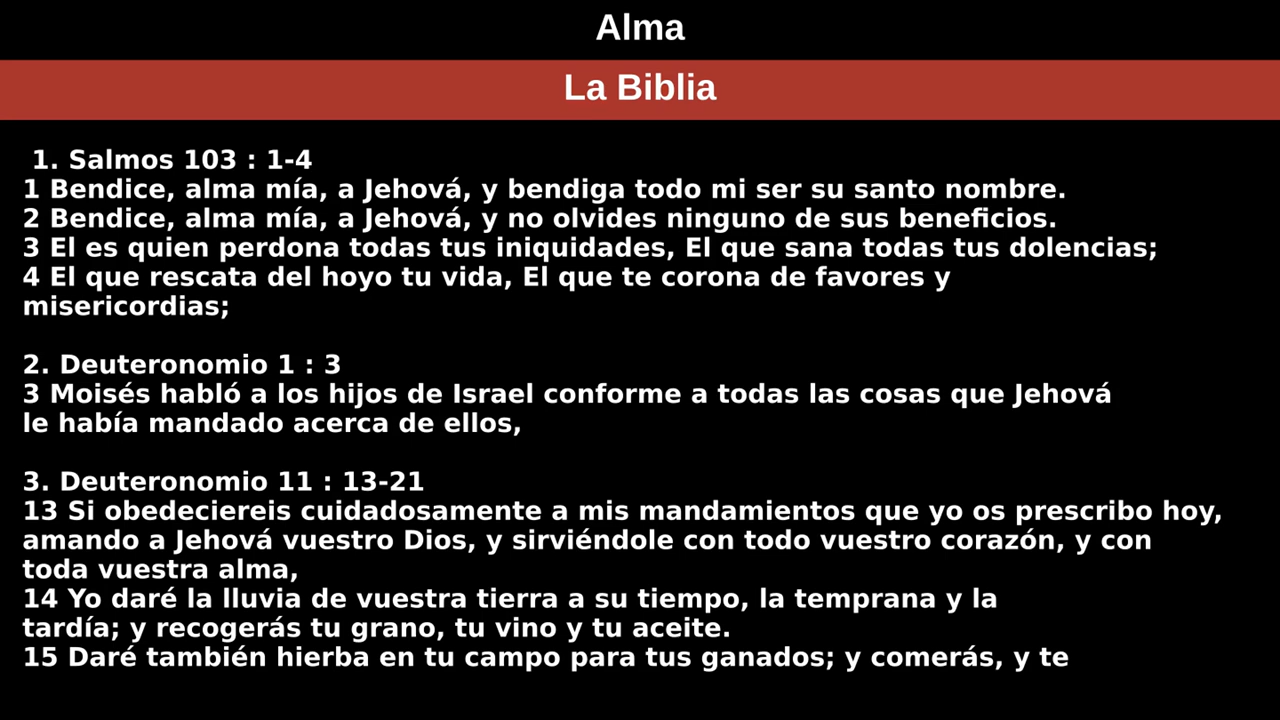 Alma
La Biblia
1. Salmos 103 : 1-4
1 Bendice, alma mía, a Jehová, y bendiga todo mi ser su santo nombre.
2 Bendice, alma mía, a Jehová, y no olvides ninguno de sus beneficios.
3 El es quien perdona todas tus iniquidades, El que sana todas tus dolencias;
4 El que rescata del hoyo tu vida, El que te corona de favores y
misericordias;
2. Deuteronomio 1 : 3
3 Moisés habló a los hijos de Israel conforme a todas las cosas que Jehová
le había mandado acerca de ellos,
3. Deuteronomio 11 : 13-21
13 Si obedeciereis cuidadosamente a mis mandamientos que yo os prescribo hoy,
amando a Jehová vuestro Dios, y sirviéndole con todo vuestro corazón, y con
toda vuestra alma,
14 Yo daré la lluvia de vuestra tierra a su tiempo, la temprana y la
tardía; y recogerás tu grano, tu vino y tu aceite.
15 Daré también hierba en tu campo para tus ganados; y comerás, y te